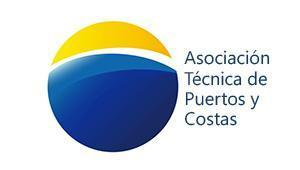 Asociación
Técnica de
Puertos y
Costas